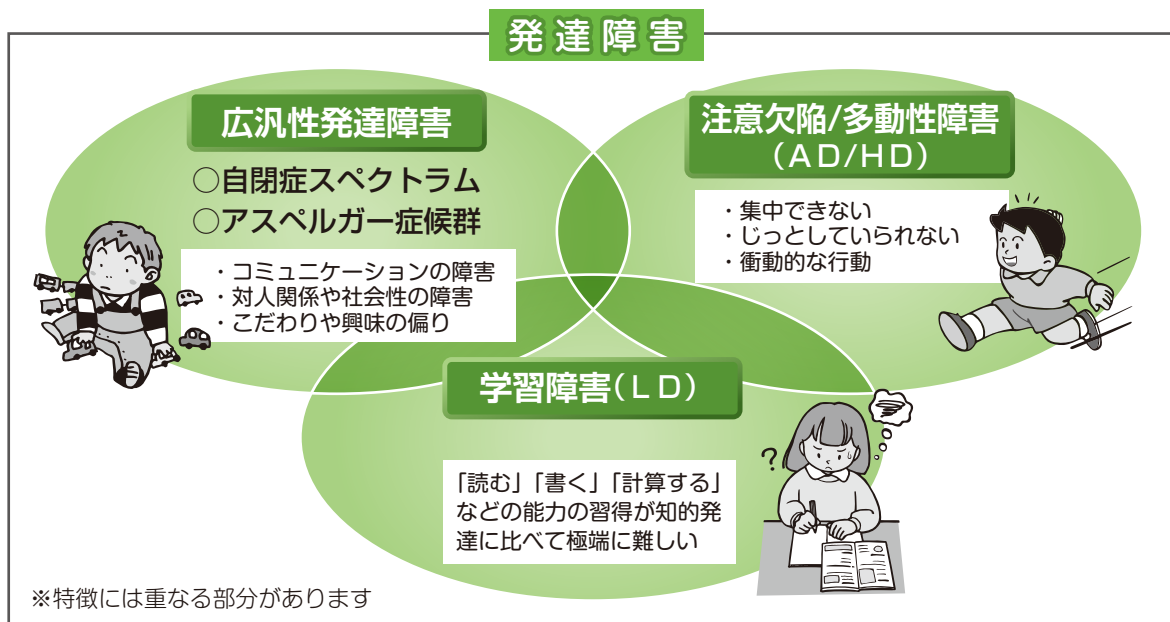 発達障害
広汎性発達障害
○自閉症スペクトラム
○アスペルガー症候群
・コミュニケーションの障害
・対人関係や社会性の障害
・こだわりや興味の偏り
注意欠陥/多動性障害
（ＡＤ/ＨＤ）
・集中できない
・じっとしていられない
・衝動的な行動
学習障害（ＬＤ）
「読む」「書く」「計算する」
などの能力の習得が知的発
達に比べて極端に難しい
?
※特徴には重なる部分があります